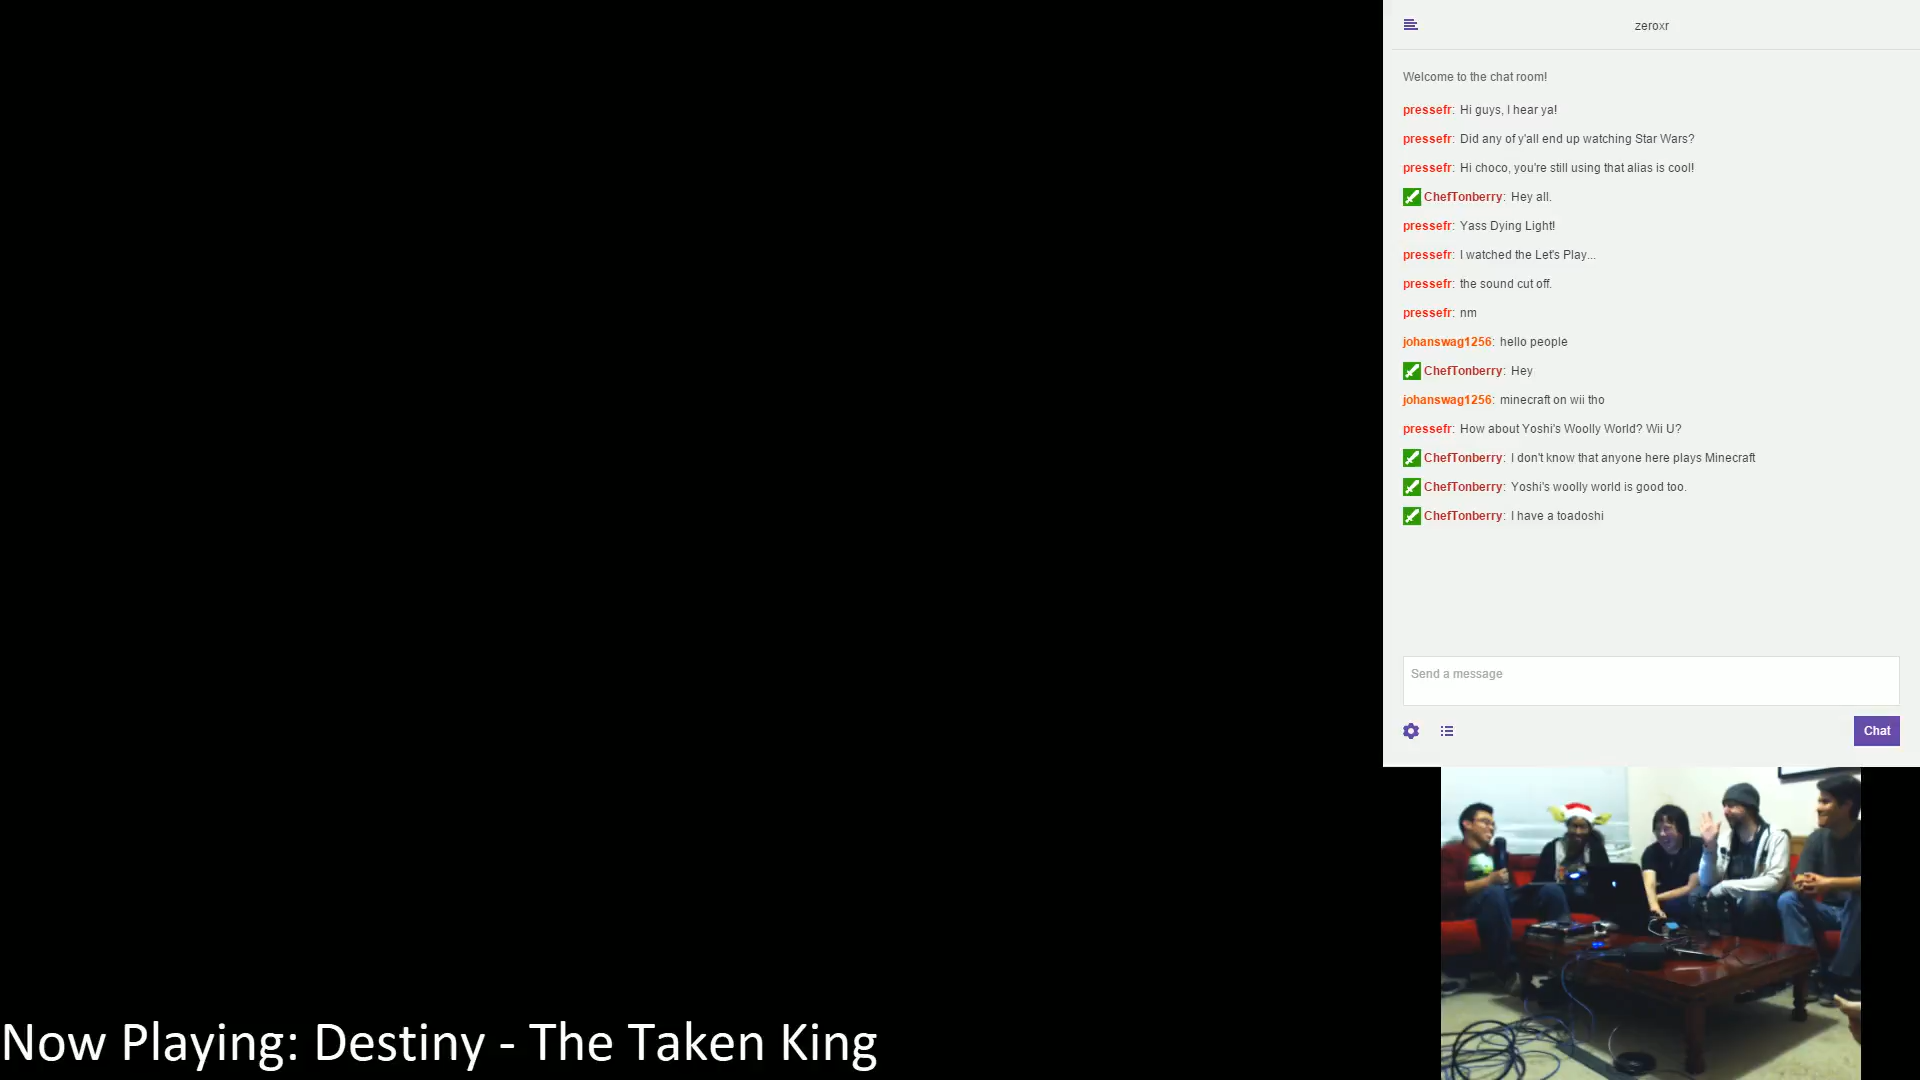 zeroxr
Welcome to the chat room!
pressefr: Hi guys, I hear ya!
pressefr: Did any of y'all end up watching Star Wars?
pressefr: Hi choco, you're still using that alias is cool!
ChefTonberry: Hey all.
pressefr: Yass Dying Light!
pressefr: I watched the Let's Play...
pressefr: the sound cut off.
pressefr: nm
johanswag1256: hello people
ChefTonberry: Hey
johanswag1256: minecraft on wii tho
pressefr: How about Yoshi's Woolly World? Wii U?
ChefTonberry: I don't know that anyone here plays Minecraft
ChefTonberry: Yoshi's woolly world is good too.
ChefTonberry: I have a toadoshi
Send a message
Chat
Now Playing: Destiny - The Taken King